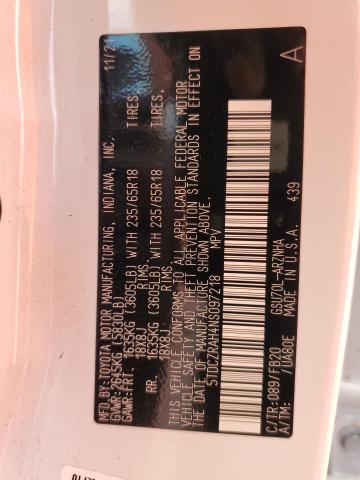 MFG.BY:TOYOTA MOTOR MANUFACTURING, INDIANA, INC. 11/21
GVWR:2645KG (5830LB)
GAWR:FRT. 1635KG (3605LB) WITH 235/65R18 TIRES
18X8J RIMS
RR. 1635KG (3605LB) WITH 235/65R18 TIRES
18X8J RIMS
THIS VEHICLE CONFORMS TO ALL APPLICABLE FEDERAL MOTOR
VEHICLE SAFETY AND THEFT PREVENTION STANDARDS IN EFFECT
ON THE DATE OF MANUFACTURE SHOWN ABOVE.
5TDGZRAH4NS097218 MPV
C/TR:089/FB20 GSU70L-ARZNHA A
A/TM: /UA80E MADE IN U.S.A. 439